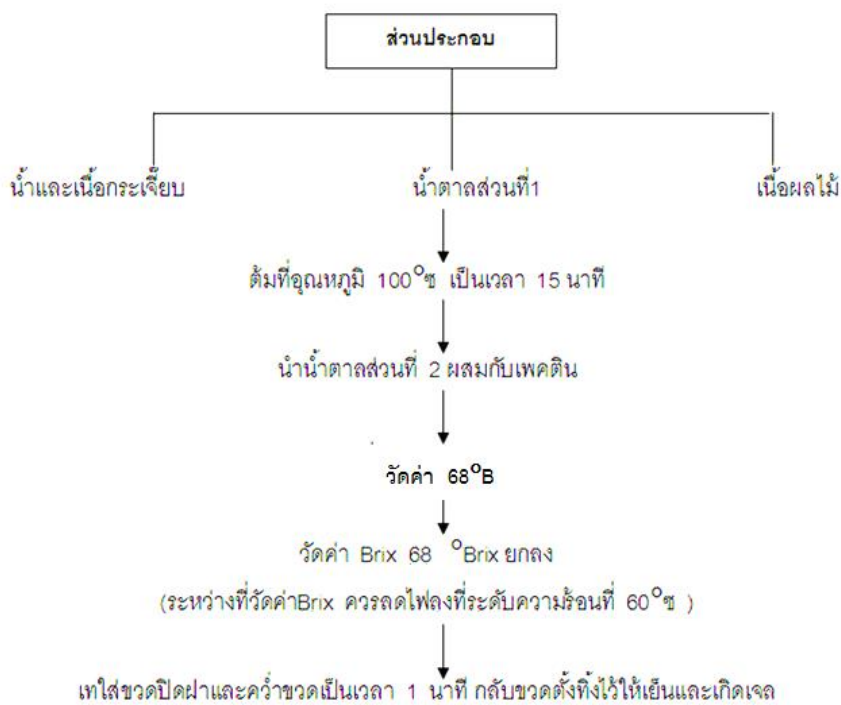 ส่วนประกอบ
น้ำและเนื้อกระเจี๊ยบ น้ำตาลส่วนที่1 เนื้อผลไม้
ต้มที่อุณหภูมิ 100°ซ เป็นเวลา 15 นาที
นำน้ำตาลส่วนที่ 2 ผสมกับเพคติน
วัดค่า 68°B
วัดค่า Brix 68 °Brix ยกลง
(ระหว่างที่วัดค่าBrix ควรลดไฟลงที่ระดับความร้อนที่ 60°ซ )
เทใส่ขวดปิดฝาและคว่ำขวดเป็นเวลา 1 นาที กลับขวดตั้งทิ้งไว้ให้เย็นและเกิดเจล